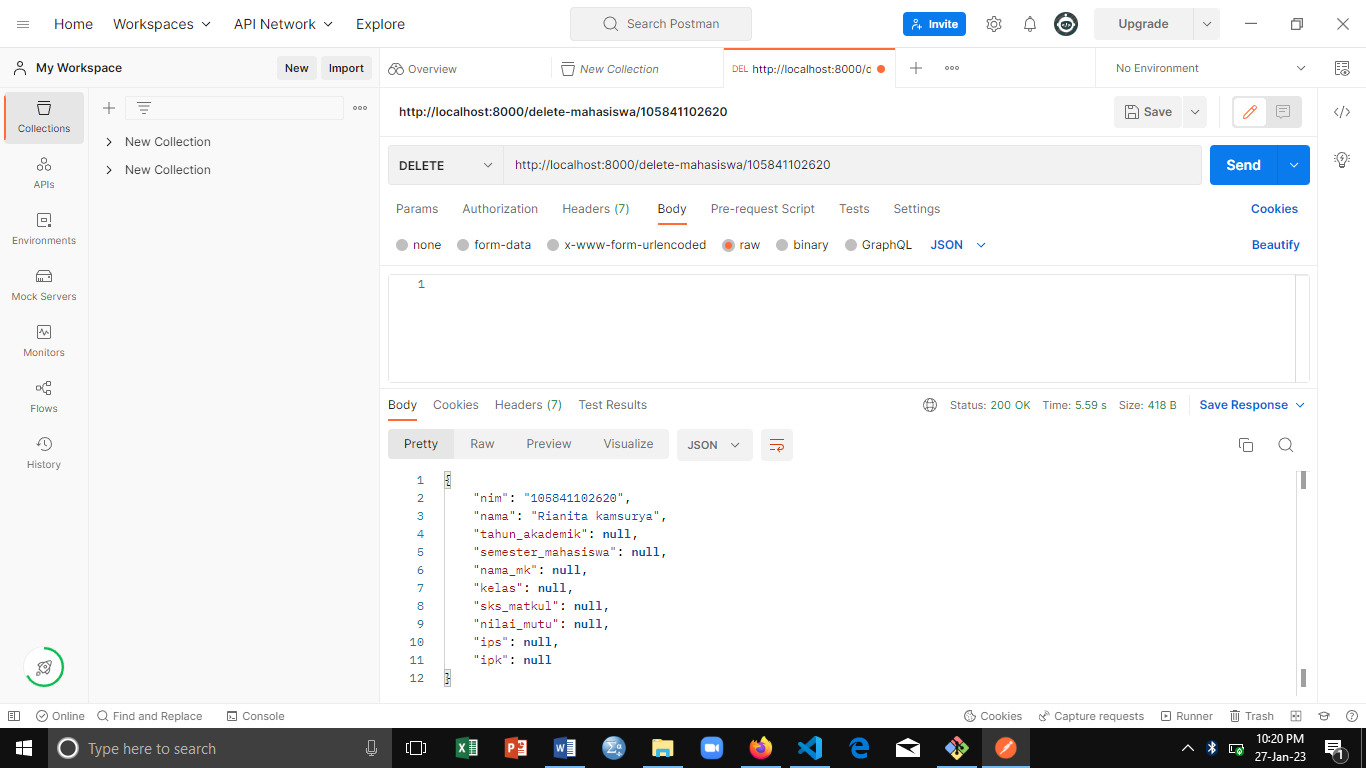 Home Workspaces API Network Explore Search Postman Invite Upgrade
My Workspace New Import Overview New Collection DEL http://localhost:8000/d No Environment
http://localhost:8000/delete-mahasiswa/105841102620 Save
Collections
New Collection
New Collection
APIs
Environments
Mock Servers
Monitors
Flows
History
DELETE http://localhost:8000/delete-mahasiswa/105841102620 Send
Params Authorization Headers (7) Body Pre-request Script Tests Settings Cookies
none form-data x-www-form-urlencoded raw binary GraphQL JSON Beautify
1
Body Cookies Headers (7) Test Results Status: 200 OK Time: 5.59 s Size: 418 B Save Response
Pretty Raw Preview Visualize JSON
1 {
2 "nim": "105841102620",
3 "nama": "Rianita kamsurya",
4 "tahun_akademik": null,
5 "semester_mahasiswa": null,
6 "nama_mk": null,
7 "kelas": null,
8 "sks_matkul": null,
9 "nilai_mutu": null,
10 "ips": null,
11 "ipk": null
12 }
Online Find and Replace Console Cookies Capture requests Runner Trash
Type here to search
10:20 PM
27-Jan-23
1